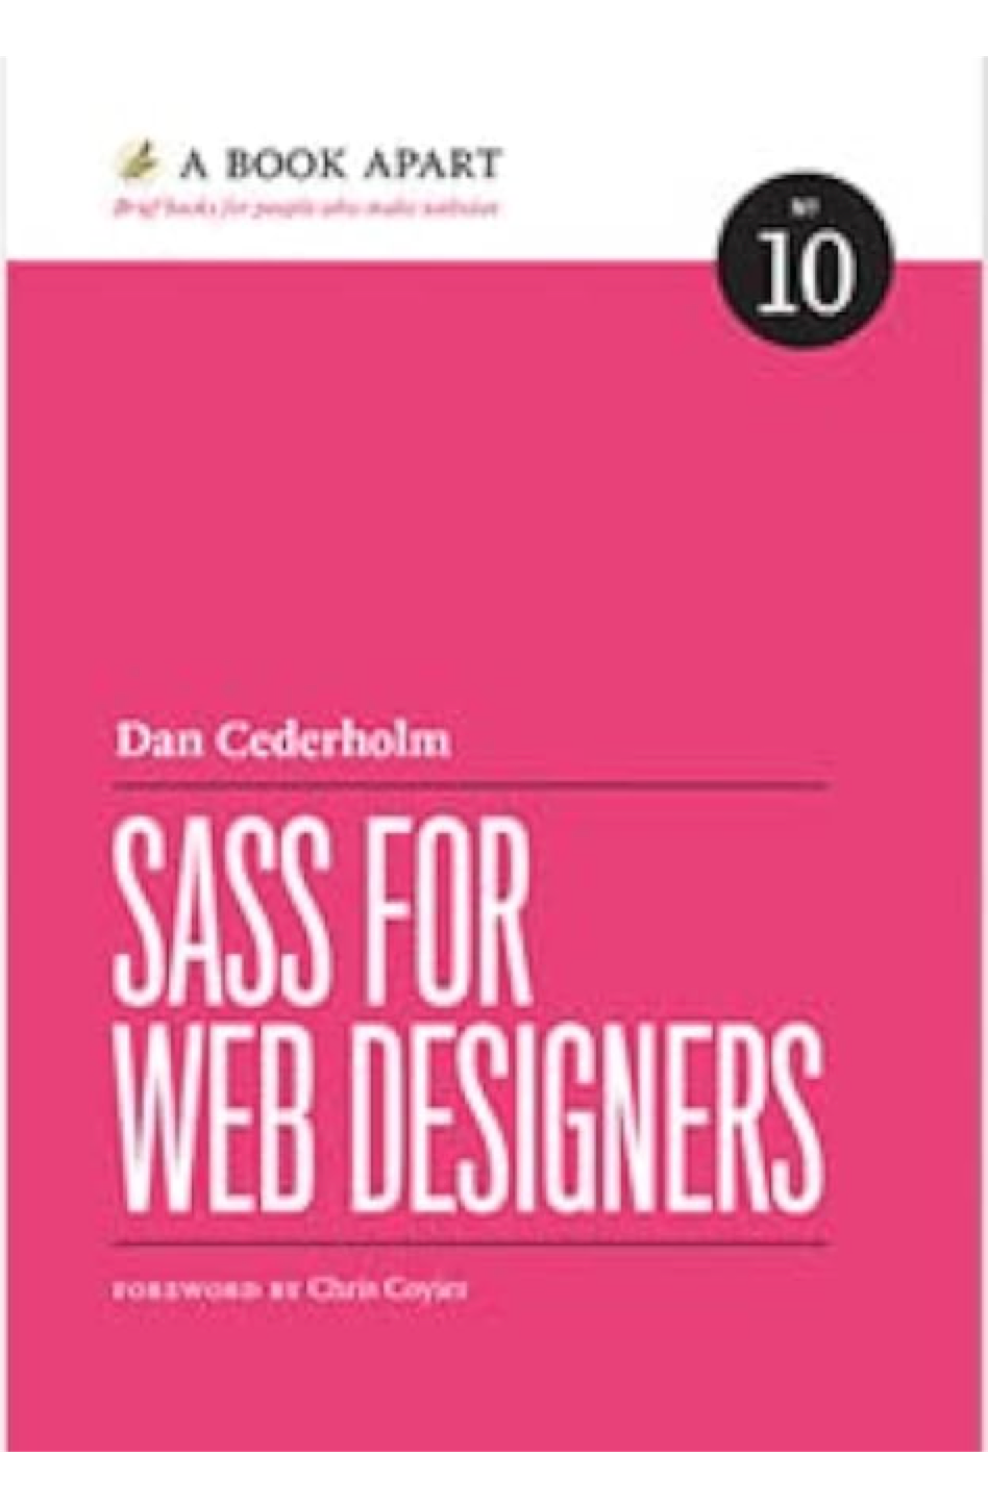 A BOOK APART
Brief books for people who make websites
Nº
10
Dan Cederholm
SASS FOR
WEB DESIGNERS
FOREWORD BY Chris Coyier